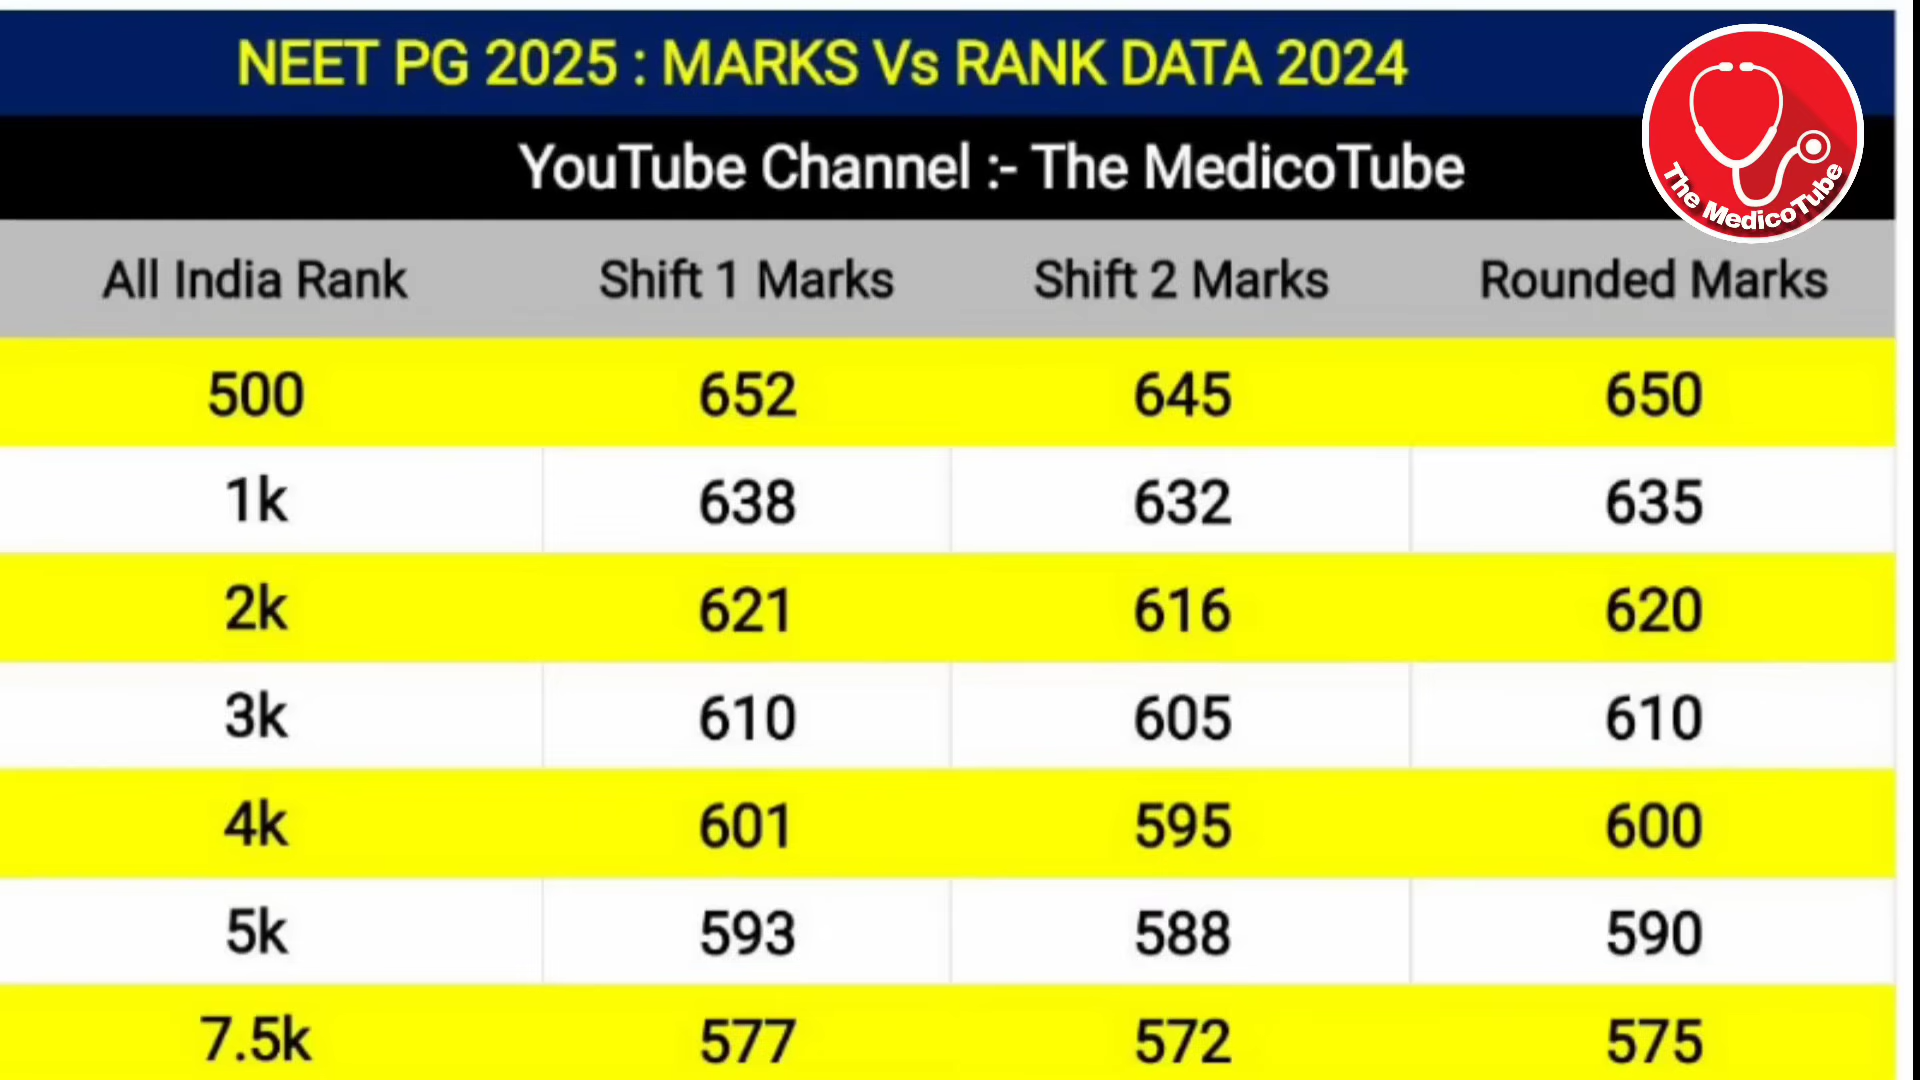 NEET PG 2025 : MARKS Vs RANK DATA 2024
YouTube Channel :- The MedicoTube
The MedicoTube
All India Rank Shift 1 Marks Shift 2 Marks Rounded Marks
500 652 645 650
1k 638 632 635
2k 621 616 620
3k 610 605 610
4k 601 595 600
5k 593 588 590
7.5k 577 572 575